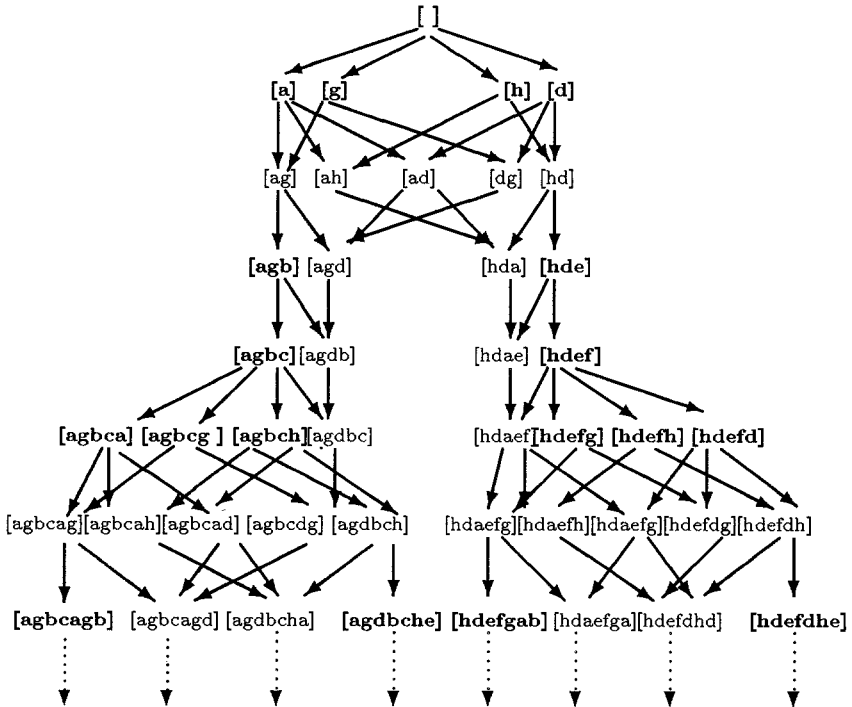 [ ]
[a] [g] [h] [d]
[ag] [ah] [ad] [dg] [hd]
[agb] [agd] [hda] [hde]
[agbc] [agdb] [hdae] [hdef]
[agbca] [agbcg ] [agbch] [agdbc] [hdaef] [hdefg] [hdefh] [hdefd]
[agbcag] [agbcah] [agbcad] [agbcdg] [agdbch] [hdaefg] [hdaefh] [hdaefg] [hdefdg] [hdefdh]
[agbcagb] [agbcagd] [agdbcha] [agdbche] [hdefgab] [hdaefga] [hdefdhd] [hdefdhe]